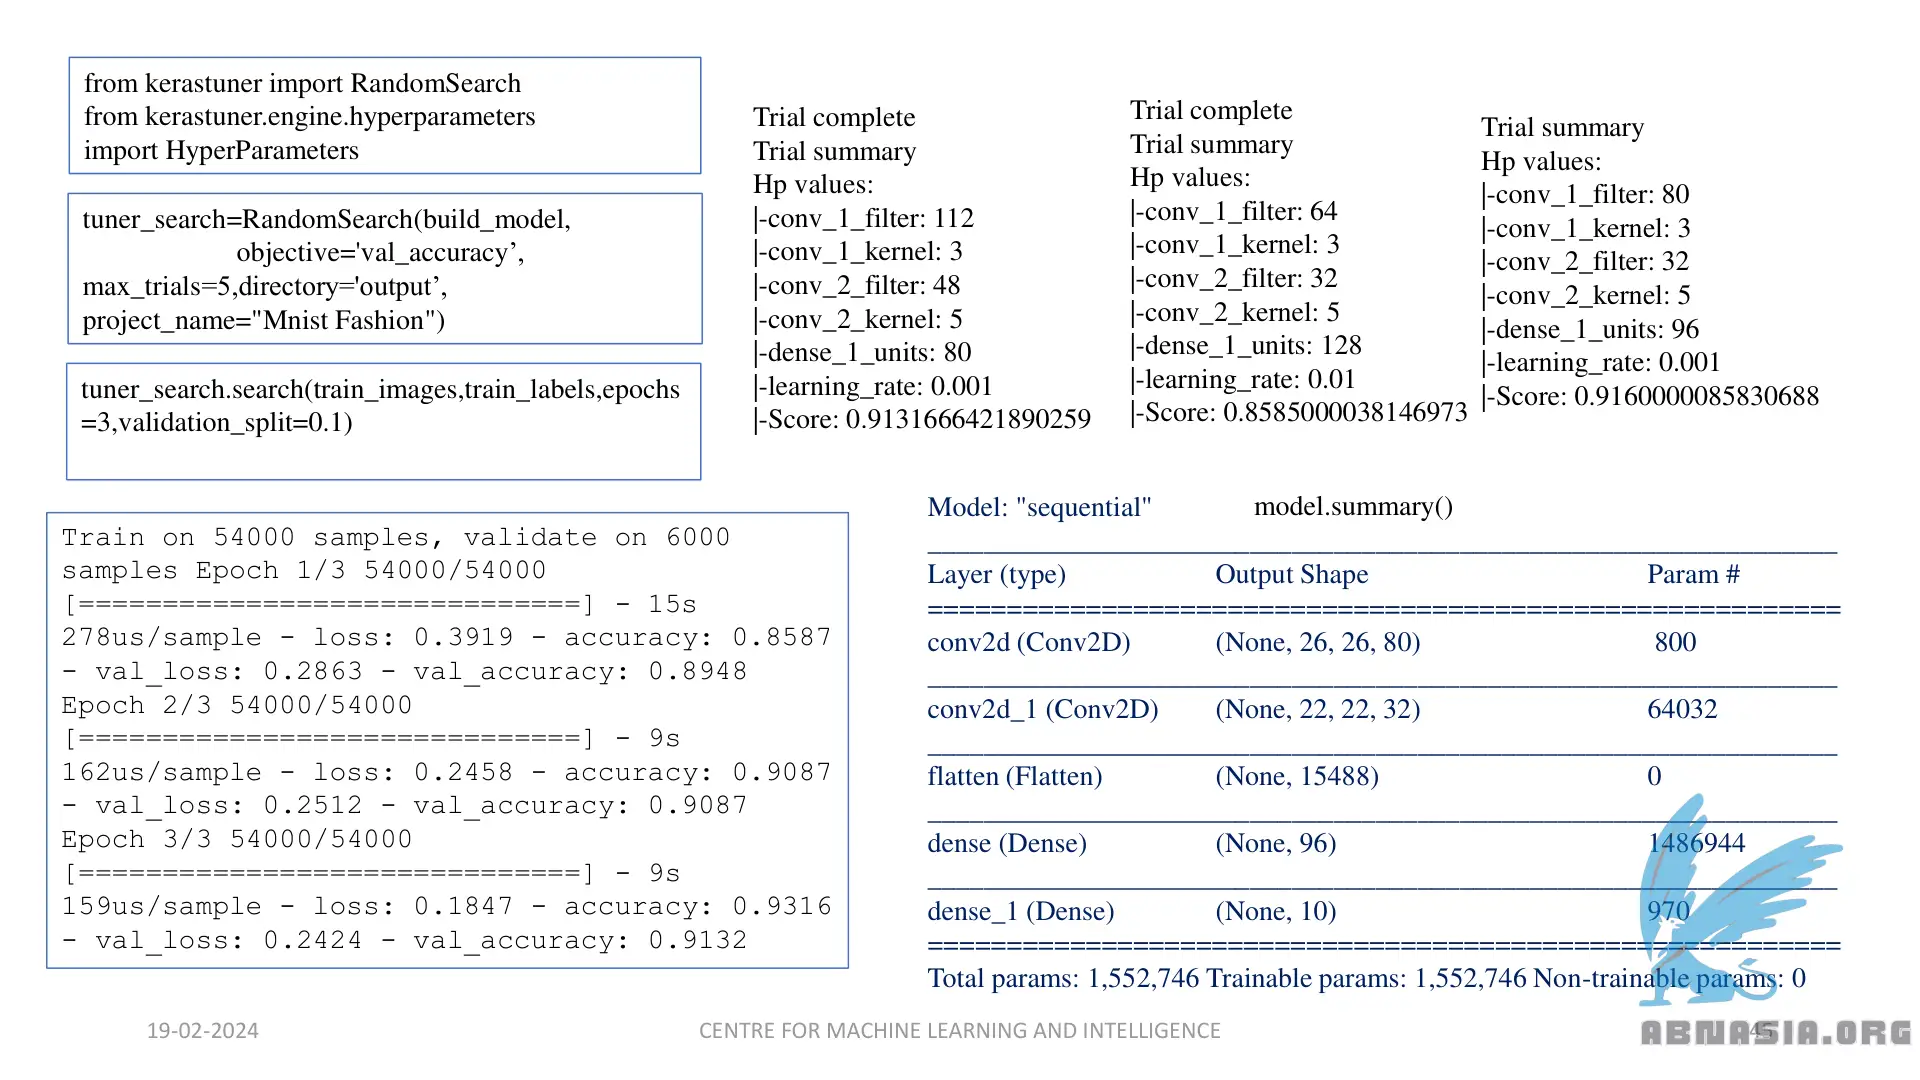 from kerastuner import RandomSearch
from kerastuner.engine.hyperparameters
import HyperParameters
tuner_search=RandomSearch(build_model,
objective='val_accuracy’,
max_trials=5,directory='output’,
project_name="Mnist Fashion")
tuner_search.search(train_images,train_labels,epochs
=3,validation_split=0.1)
Train on 54000 samples, validate on 6000
samples Epoch 1/3 54000/54000
[==============================] - 15s
278us/sample - loss: 0.3919 - accuracy: 0.8587
- val_loss: 0.2863 - val_accuracy: 0.8948
Epoch 2/3 54000/54000
[==============================] - 9s
162us/sample - loss: 0.2458 - accuracy: 0.9087
- val_loss: 0.2512 - val_accuracy: 0.9087
Epoch 3/3 54000/54000
[==============================] - 9s
159us/sample - loss: 0.1847 - accuracy: 0.9316
- val_loss: 0.2424 - val_accuracy: 0.9132
Trial complete
Trial summary
Hp values:
|-conv_1_filter: 112
|-conv_1_kernel: 3
|-conv_2_filter: 48
|-conv_2_kernel: 5
|-dense_1_units: 80
|-learning_rate: 0.001
|-Score: 0.9131666421890259
Trial complete
Trial summary
Hp values:
|-conv_1_filter: 64
|-conv_1_kernel: 3
|-conv_2_filter: 32
|-conv_2_kernel: 5
|-dense_1_units: 128
|-learning_rate: 0.01
|-Score: 0.8585000038146973
Trial summary
Hp values:
|-conv_1_filter: 80
|-conv_1_kernel: 3
|-conv_2_filter: 32
|-conv_2_kernel: 5
|-dense_1_units: 96
|-learning_rate: 0.001
|-Score: 0.9160000085830688
Model: "sequential" model.summary()
_________________________________________________________________
Layer (type) Output Shape Param #
=================================================================
conv2d (Conv2D) (None, 26, 26, 80) 800
_________________________________________________________________
conv2d_1 (Conv2D) (None, 22, 22, 32) 64032
_________________________________________________________________
flatten (Flatten) (None, 15488) 0
_________________________________________________________________
dense (Dense) (None, 96) 1486944
_________________________________________________________________
dense_1 (Dense) (None, 10) 970
=================================================================
Total params: 1,552,746 Trainable params: 1,552,746 Non-trainable params: 0
19-02-2024 CENTRE FOR MACHINE LEARNING AND INTELLIGENCE 45
ABNASIA.ORG